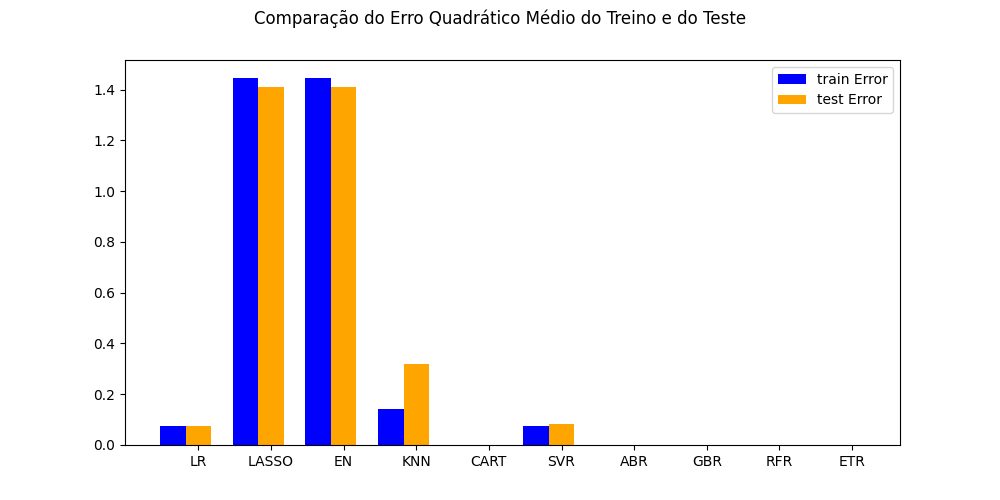 Comparação do Erro Quadrático Médio do Treino e do Teste
train Error
test Error
1.4
1.2
1.0
0.8
0.6
0.4
0.2
0.0
LR LASSO EN KNN CART SVR ABR GBR RFR ETR